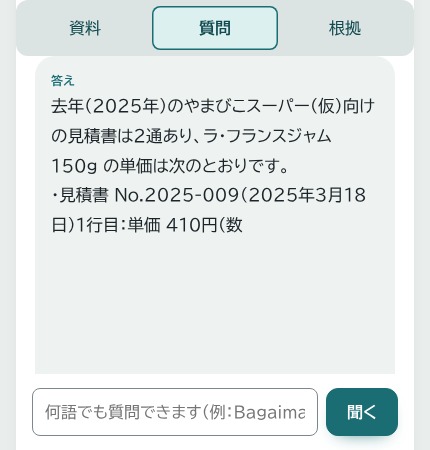 資料 質問 根拠
答え
去年(2025年)のやまびこスーパー(仮)向け
の見積書は2通あり、ラ・フランスジャム
150g の単価は次のとおりです。
・見積書 No.2025-009(2025年3月18
日)1行目：単価 410円(数
何語でも質問できます(例：Bagaima 聞く